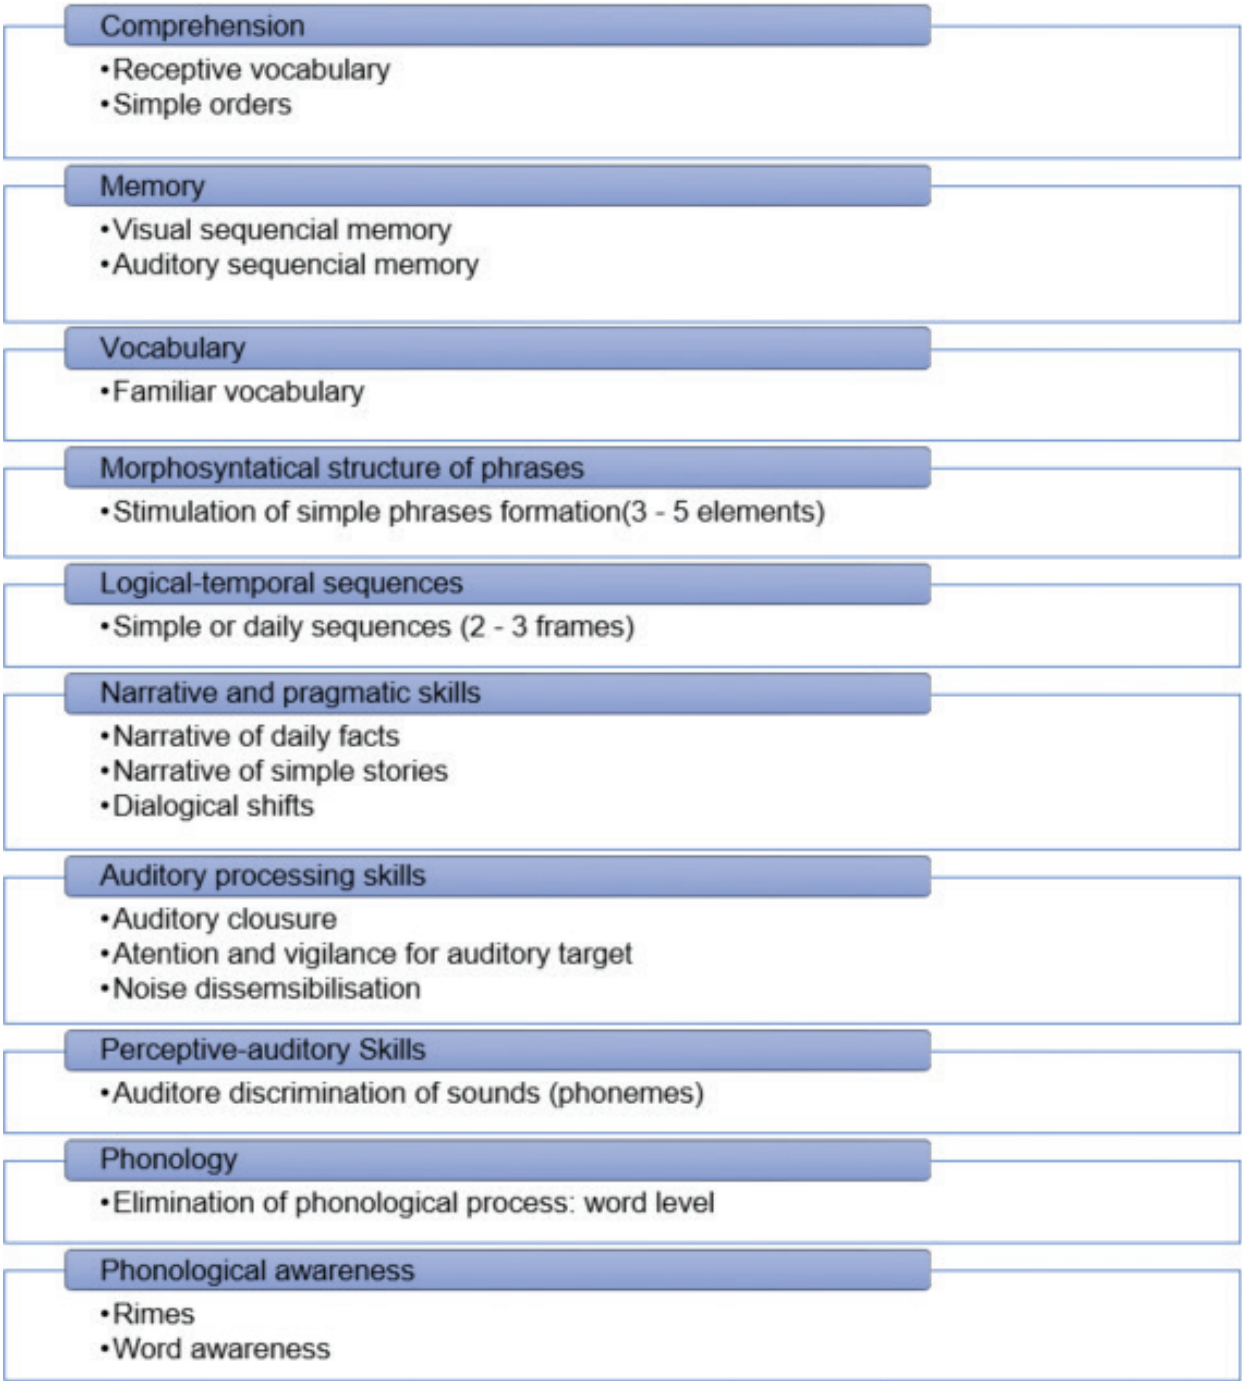 Comprehension
•Receptive vocabulary
•Simple orders
Memory
•Visual sequencial memory
•Auditory sequencial memory
Vocabulary
•Familiar vocabulary
Morphosyntatical structure of phrases
•Stimulation of simple phrases formation(3 - 5 elements)
Logical-temporal sequences
•Simple or daily sequences (2 - 3 frames)
Narrative and pragmatic skills
•Narrative of daily facts
•Narrative of simple stories
•Dialogical shifts
Auditory processing skills
•Auditory clousure
•Atention and vigilance for auditory target
•Noise dissemsibilisation
Perceptive-auditory Skills
•Auditore discrimination of sounds (phonemes)
Phonology
•Elimination of phonological process: word level
Phonological awareness
•Rimes
•Word awareness